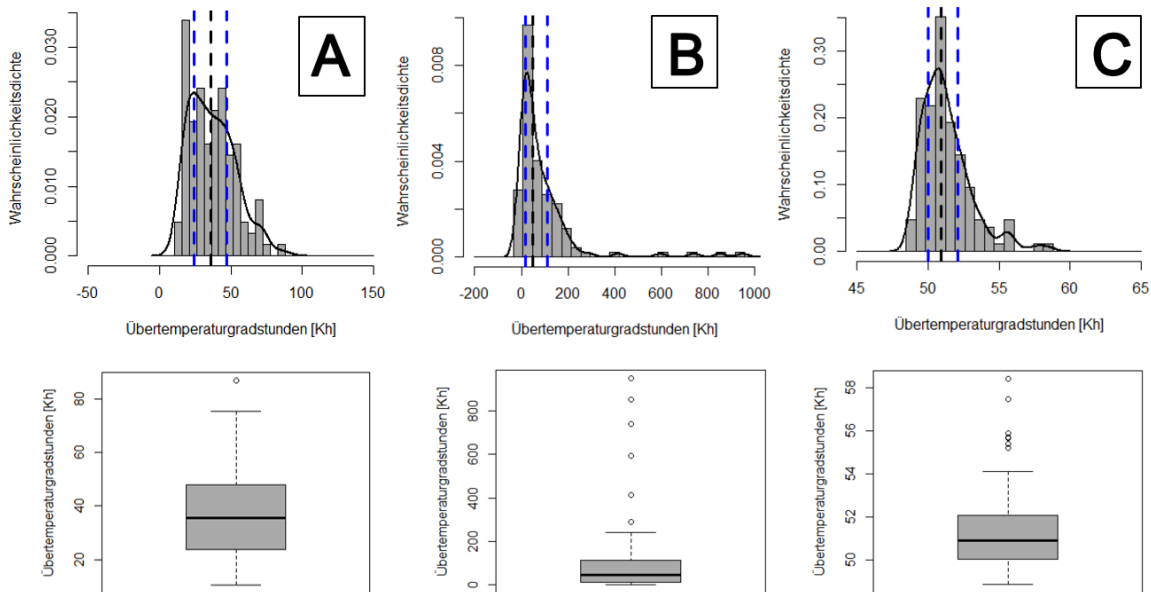 A
Wahrscheinlichkeitsdichte
0.000 0.010 0.020 0.030
-50 0 50 100 150
Übertemperaturgradstunden [Kh]
B
Wahrscheinlichkeitsdichte
0.000 0.004 0.008
-200 0 200 400 600 800 1000
Übertemperaturgradstunden [Kh]
C
Wahrscheinlichkeitsdichte
0.00 0.10 0.20 0.30
45 50 55 60 65
Übertemperaturgradstunden [Kh]
Übertemperaturgradstunden [Kh]
20 40 60 80
Übertemperaturgradstunden [Kh]
0 200 400 600 800
Übertemperaturgradstunden [Kh]
50 52 54 56 58